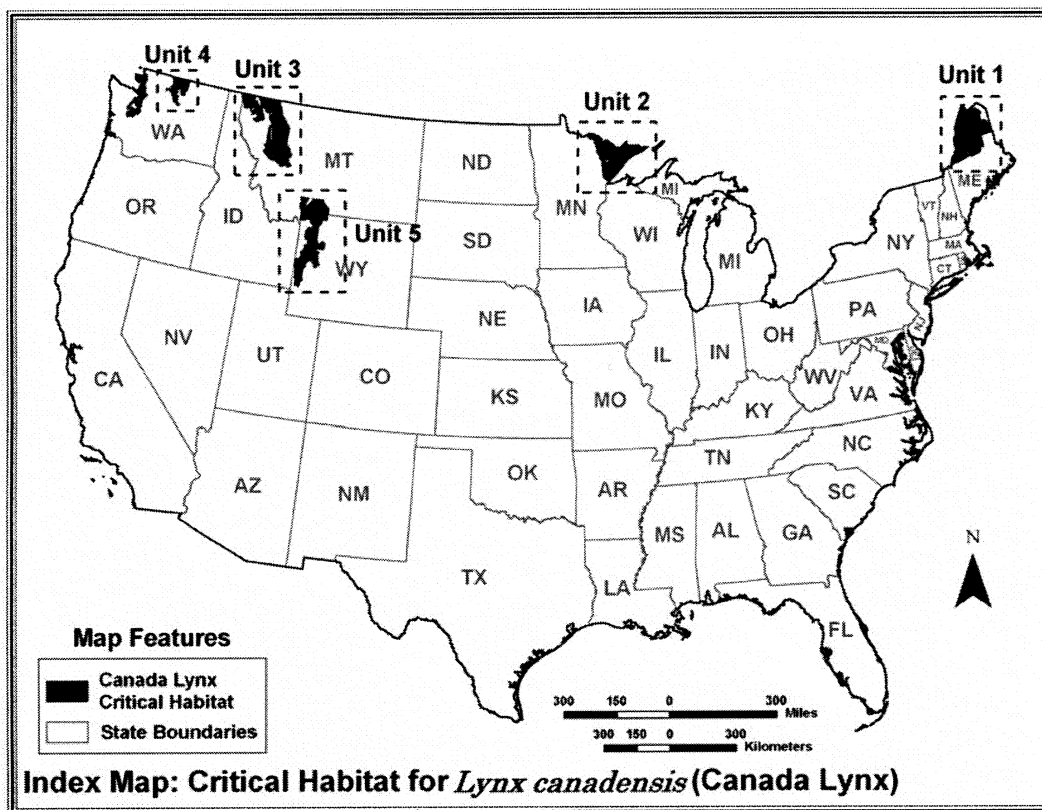 Unit 4
Unit 3
Unit 2
Unit 1
WA
MT
ND
MN
MI
ME
VT
NH
OR
ID
Unit 5
WY
SD
WI
MI
NY
MA
CT
NE
IA
PA
NJ
NV
UT
CO
IL
IN
OH
MD
CA
KS
MO
WV
VA
KY
AZ
NM
OK
AR
TN
NC
SC
MS
AL
GA
TX
LA
FL
N
Map Features
Canada Lynx
Critical Habitat
State Boundaries
300 150 0 300
Miles
300 150 0 300
Kilometers
Index Map: Critical Habitat for Lynx canadensis (Canada Lynx)